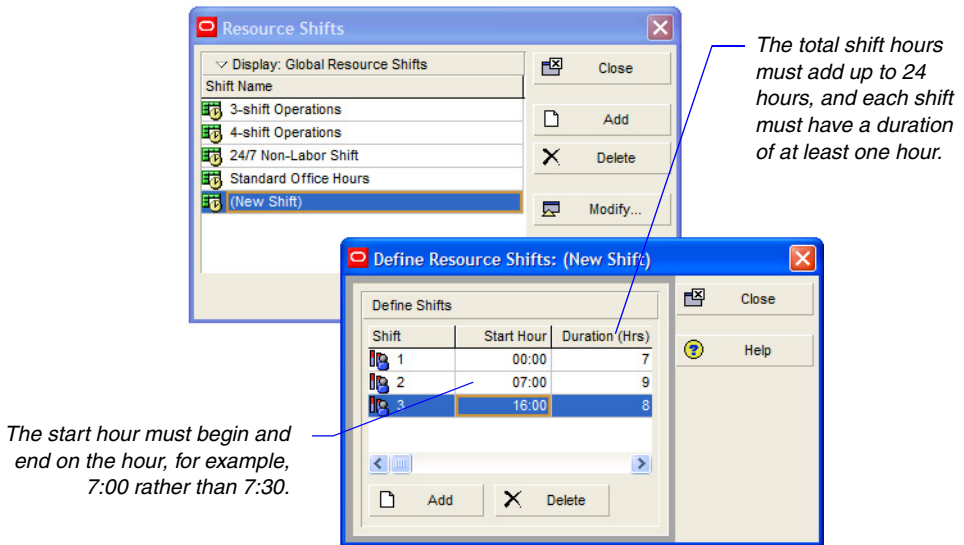 Resource Shifts
Display: Global Resource Shifts
Shift Name
3-shift Operations
4-shift Operations
24/7 Non-Labor Shift
Standard Office Hours
(New Shift)
Close
Add
Delete
Modify...
The total shift hours
must add up to 24
hours, and each shift
must have a duration
of at least one hour.
Define Resource Shifts: (New Shift)
Define Shifts
Shift Start Hour Duration (Hrs)
1 00:00 7
2 07:00 9
3 16:00 8
Add Delete
Close
Help
The start hour must begin and
end on the hour, for example,
7:00 rather than 7:30.